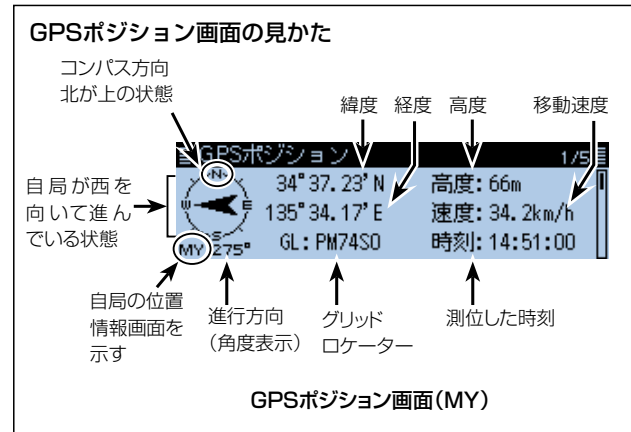 GPSポジション画面の見かた
コンパス方向
北が上の状態
緯度
経度
高度
移動速度
GPSポジション
1/5
自局が西を
向いて進ん
でいる状態
N
W
E
S
34°37.23'N
高度:66m
135°34.17'E
速度:34.2km/h
MY
275°
GL:PM74SO
時刻:14:51:00
自局の位置
情報画面を
示す
進行方向
(角度表示)
グリッド
ロケーター
測位した時刻
GPSポジション画面(MY)